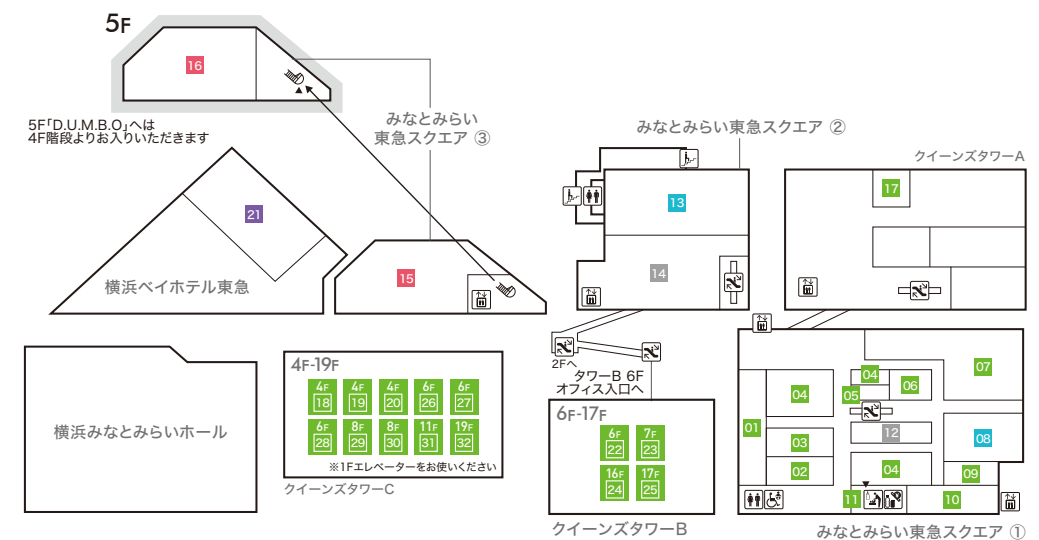 5F
16
5F「D.U.M.B.O」へは
4F階段よりお入りいただきます
みなとみらい
東急スクエア ③
みなとみらい東急スクエア ②
クイーンズタワーA
17
13
14
21
横浜ベイホテル東急
15
2Fへ
タワーB 6F
オフィス入口へ
横浜みなとみらいホール
4F-19F
4F 4F 4F 6F 6F
18 19 20 26 27
6F 8F 8F 11F 19F
28 29 30 31 32
※1Fエレベーターをお使いください
クイーンズタワーC
6F-17F
6F 7F
22 23
16F 17F
24 25
クイーンズタワーB
07
04
06
04
05
01
12
08
03
02
04
09
11
10
みなとみらい東急スクエア ①